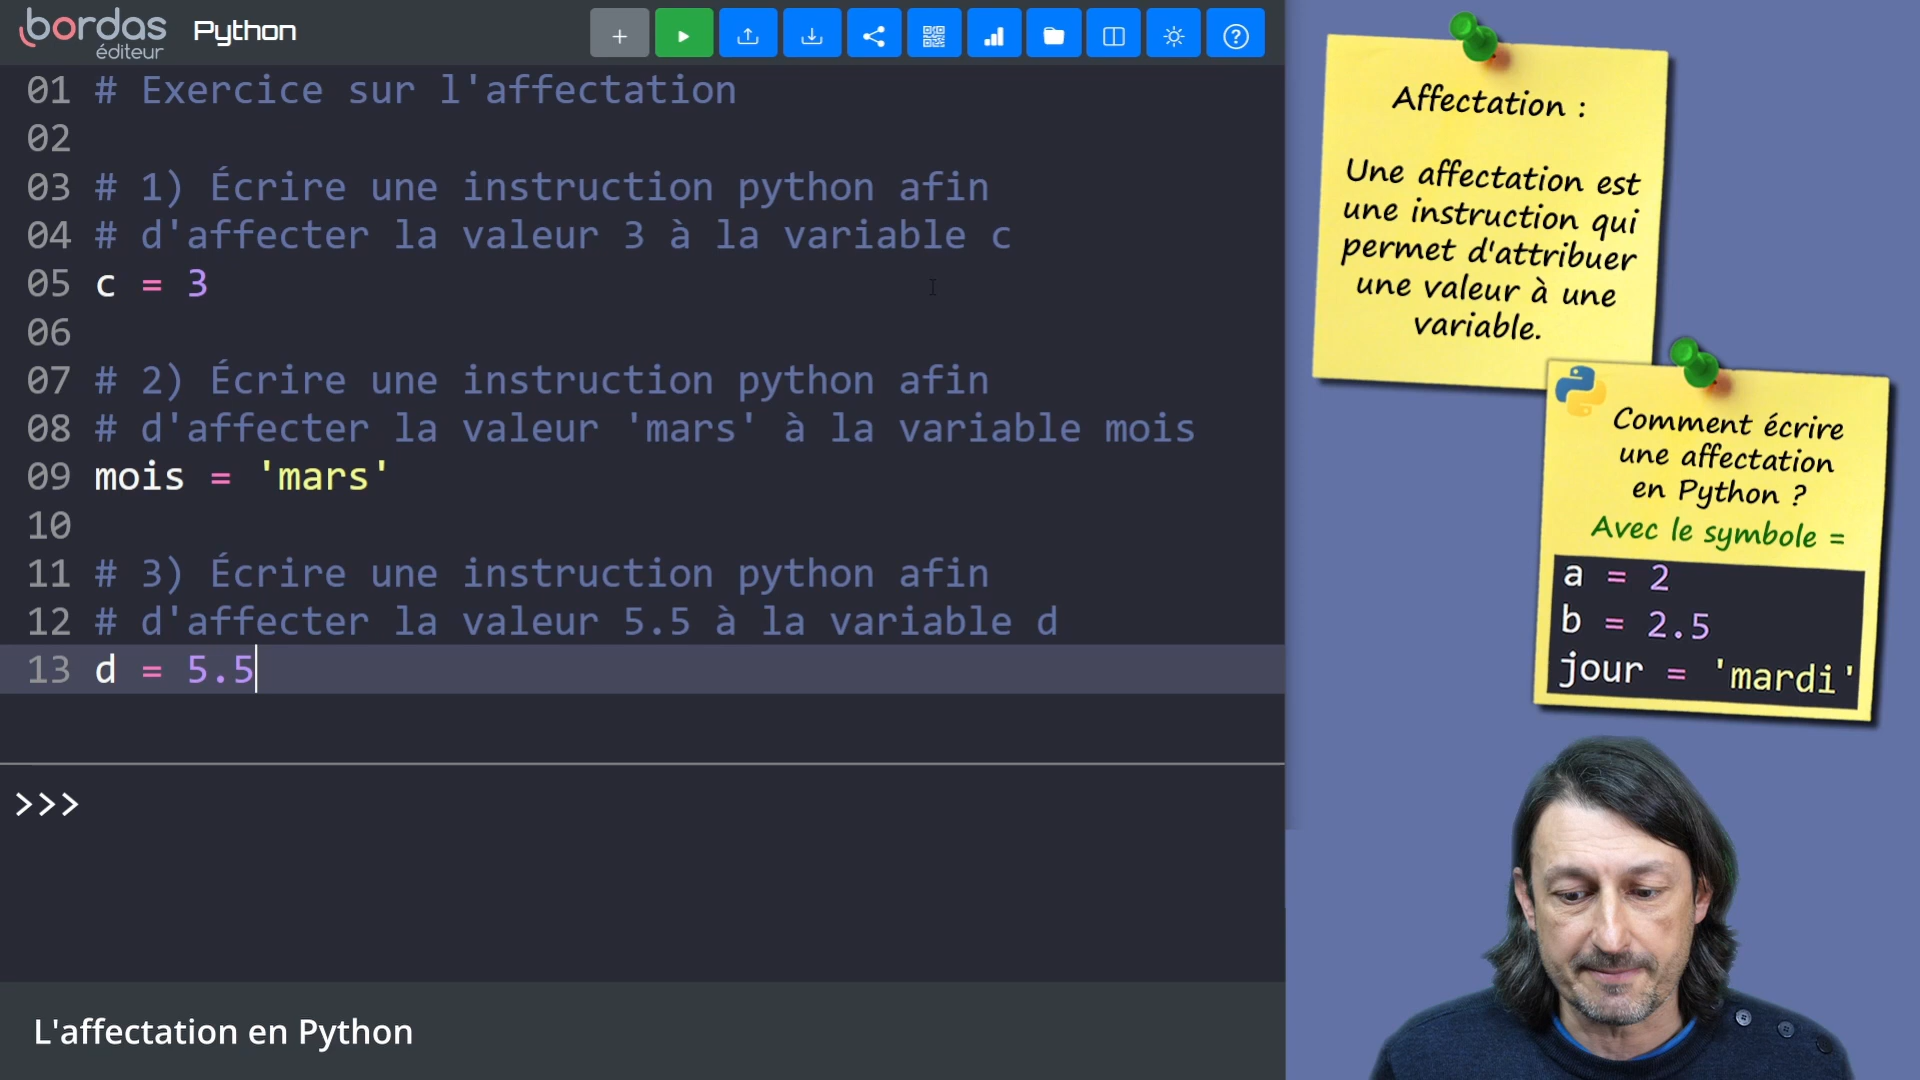 bordas
éditeur
Python
01 # Exercice sur l'affectation
02
03 # 1) Écrire une instruction python afin
04 # d'affecter la valeur 3 à la variable c
05 c = 3
06
07 # 2) Écrire une instruction python afin
08 # d'affecter la valeur 'mars' à la variable mois
09 mois = 'mars'
10
11 # 3) Écrire une instruction python afin
12 # d'affecter la valeur 5.5 à la variable d
13 d = 5.5
>>>
L'affectation en Python
Affectation :
Une affectation est
une instruction qui
permet d'attribuer
une valeur à une
variable.
Comment écrire
une affectation
en Python ?
Avec le symbole =
a = 2
b = 2.5
jour = 'mardi'